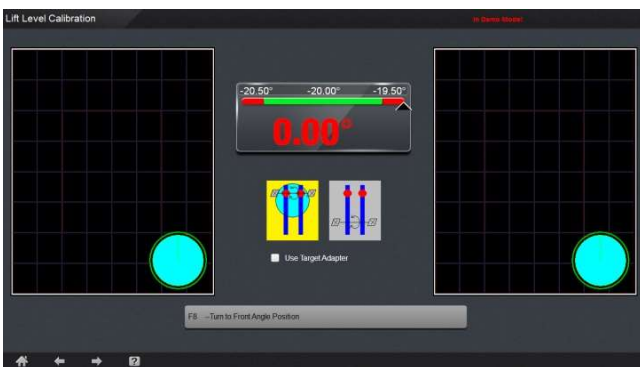 Lift Level Calibration
In Demo Mode!
-20.50° -20.00° -19.50°
0.00°
Use Target Adapter
F8 --Turn to Front Angle Position
?